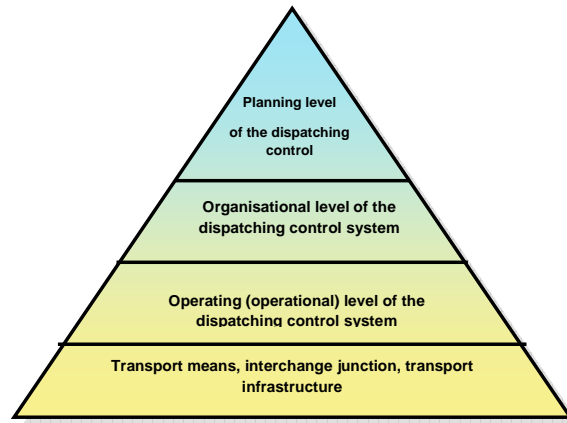 Planning level
of the dispatching
control
Organisational level of the
dispatching control system
Operating (operational) level of the
dispatching control system
Transport means, interchange junction, transport
infrastructure